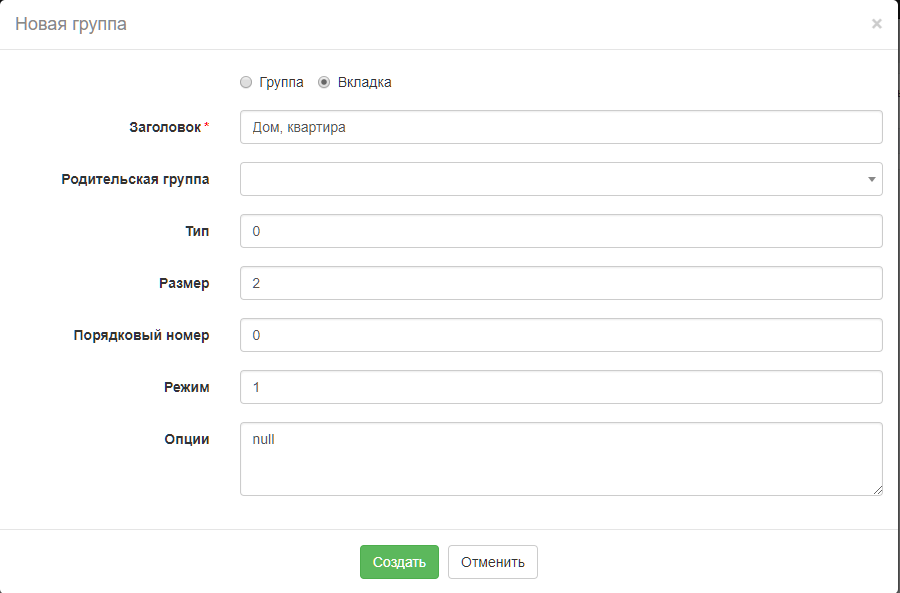 Новая группа ×
Группа Вкладка
Заголовок* Дом, квартира
Родительская группа
Тип 0
Размер 2
Порядковый номер 0
Режим 1
Опции null
Создать Отменить